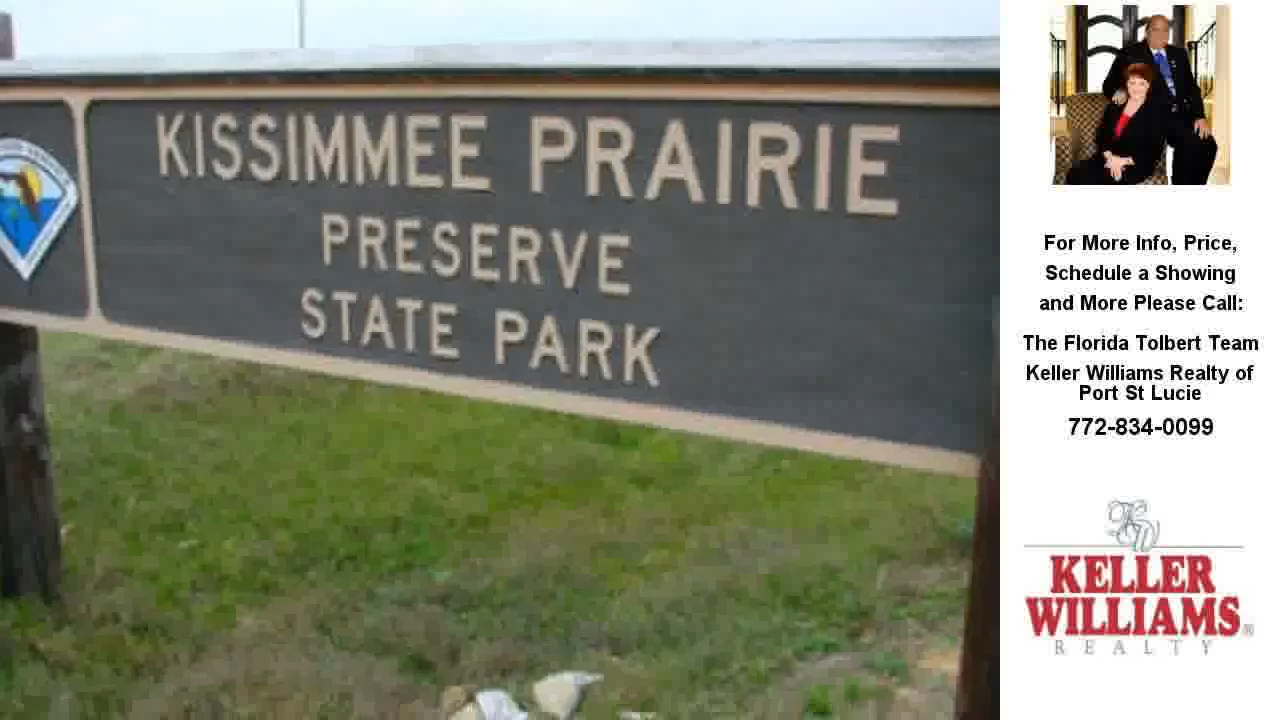 KISSIMMEE PRAIRIE
PRESERVE
STATE PARK
For More Info, Price,
Schedule a Showing
and More Please Call:
The Florida Tolbert Team
Keller Williams Realty of
Port St Lucie
772-834-0099
KW
KELLER
WILLIAMS®
REALTY